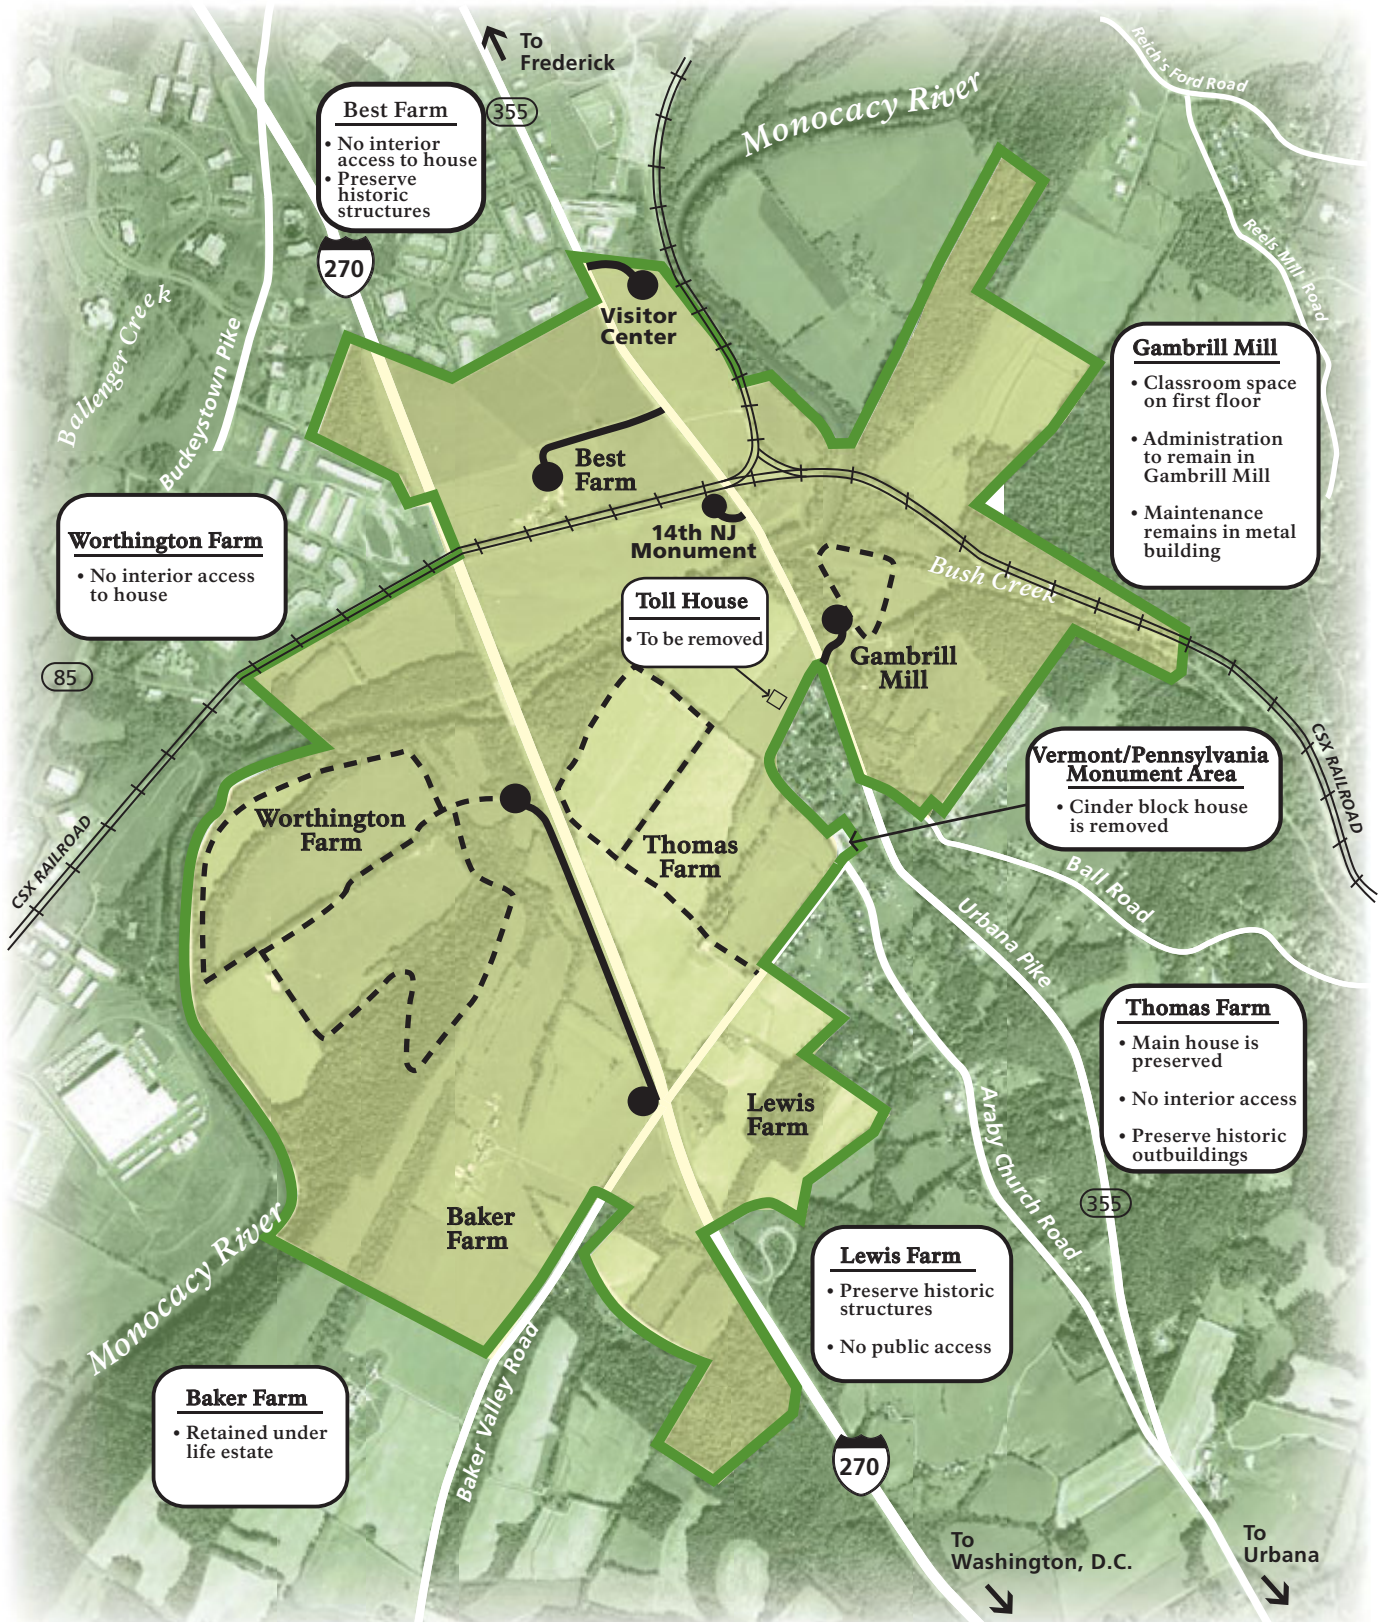 To
Frederick
355
Best Farm
• No interior
access to house
• Preserve
historic
structures
270
Monocacy River
Reich's Ford Road
Reels Mill Road
Ballenger Creek
Buckeystown Pike
Visitor
Center
Gambrill Mill
• Classroom space
on first floor
• Administration
to remain in
Gambrill Mill
• Maintenance
remains in metal
building
Best
Farm
14th NJ
Monument
Worthington Farm
• No interior access
to house
85
Bush Creek
Toll House
• To be removed
Gambrill
Mill
CSX RAILROAD
Vermont/Pennsylvania
Monument Area
• Cinder block house
is removed
Worthington
Farm
Thomas
Farm
CSX RAILROAD
Ball Road
Urbana Pike
Thomas Farm
• Main house is
preserved
• No interior access
• Preserve historic
outbuildings
Lewis
Farm
Araby Church Road
355
Baker
Farm
Monocacy River
Lewis Farm
• Preserve historic
structures
• No public access
Baker Farm
• Retained under
life estate
Baker Valley Road
270
To
Washington, D.C.
To
Urbana